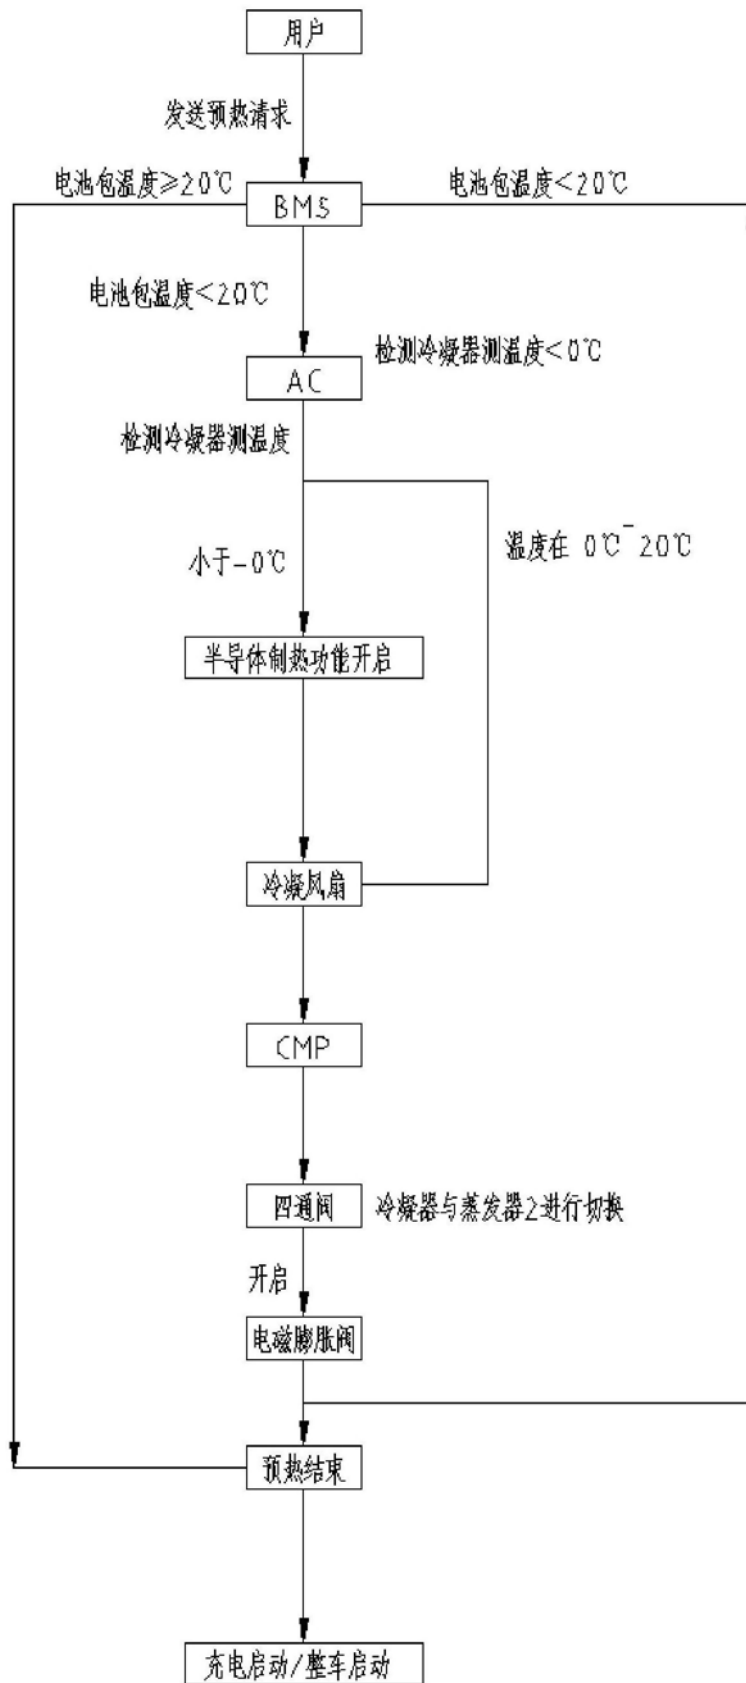 用户
发送预热请求
电池包温度≥20℃
电池包温度<20℃
BMS
电池包温度<20℃
检测冷凝器测温度<0℃
AC
检测冷凝器测温度
温度在 0℃-20℃
小于-0℃
半导体制热功能开启
冷凝风扇
CMP
四通阀
冷凝器与蒸发器2进行切换
开启
电磁膨胀阀
预热结束
充电启动/整车启动